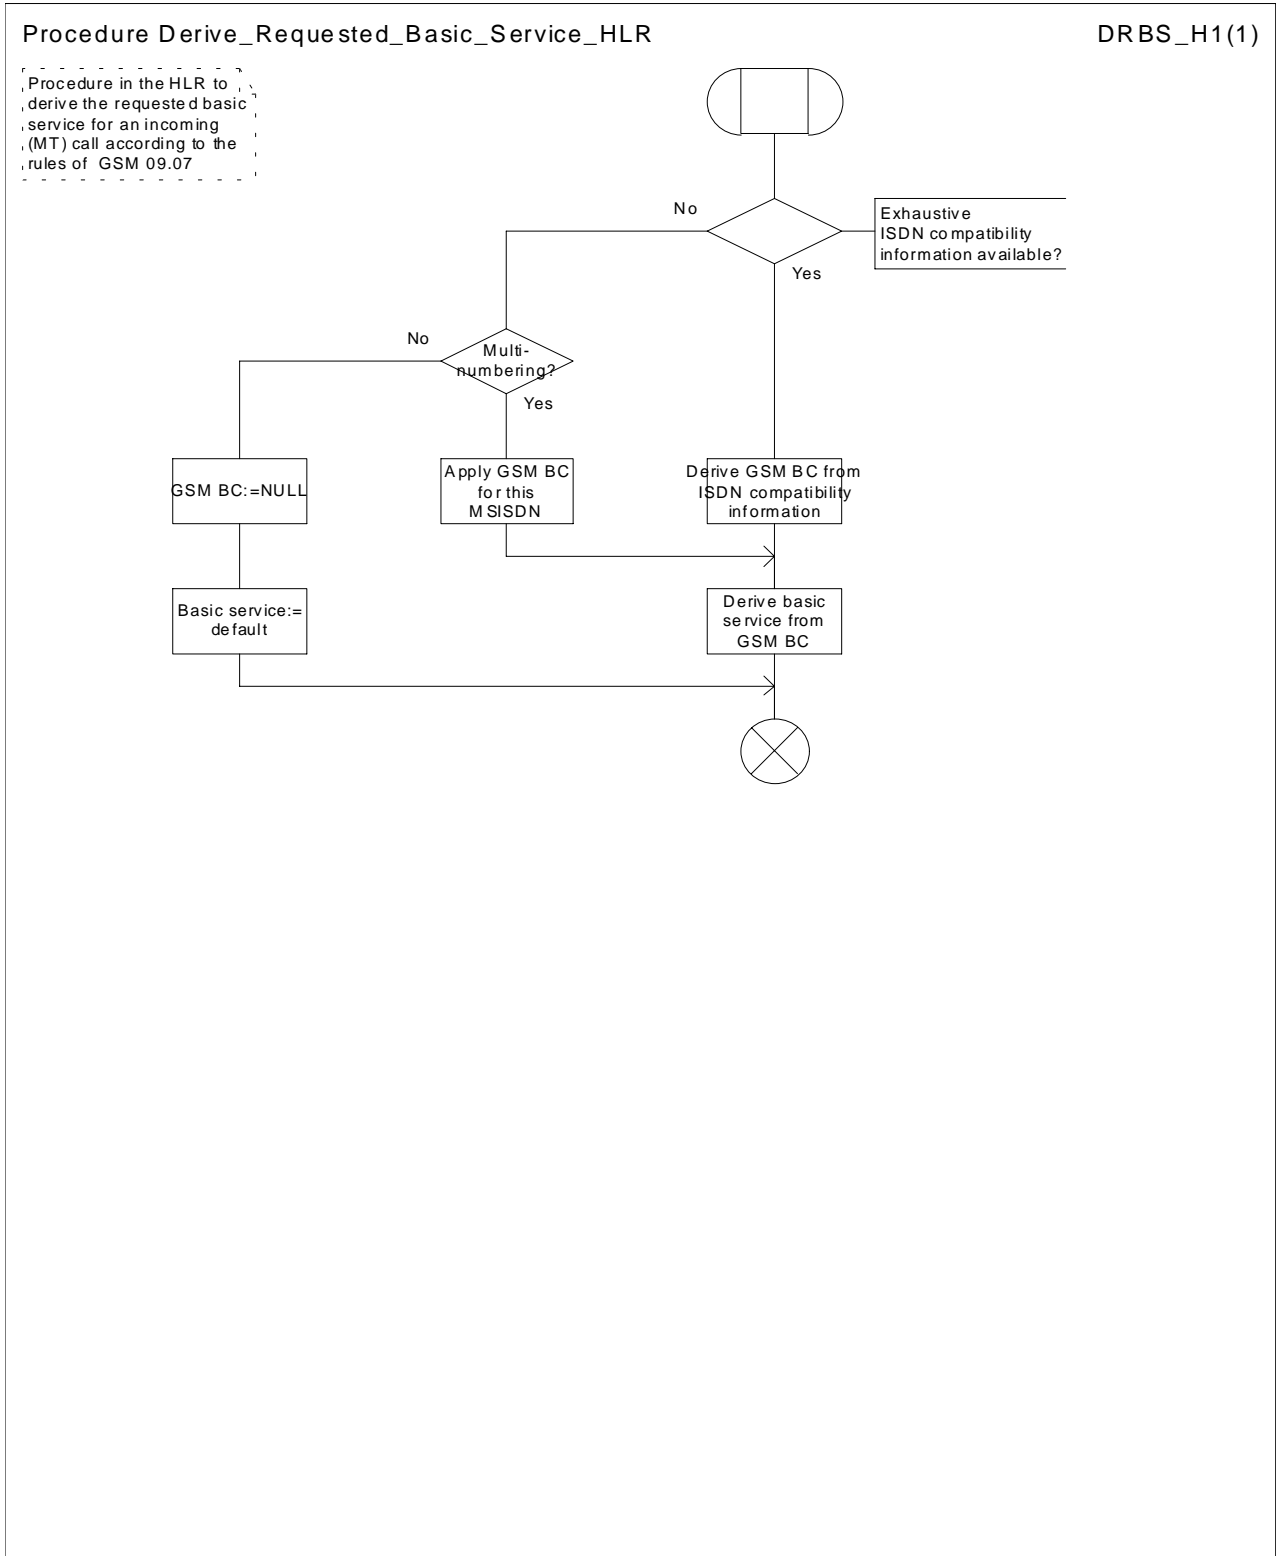 Procedure Derive_Requested_Basic_Service_HLR
DRBS_H1(1)
Procedure in the HLR to
derive the requested basic
service for an incoming
(MT) call according to the
rules of GSM 09.07
No
Exhaustive
ISDN compatibility
information available?
Yes
No
Multi-
numbering?
Yes
GSM BC:=NULL
Apply GSM BC
for this
MSISDN
Derive GSM BC from
ISDN compatibility
information
Basic service:=
default
Derive basic
service from
GSM BC